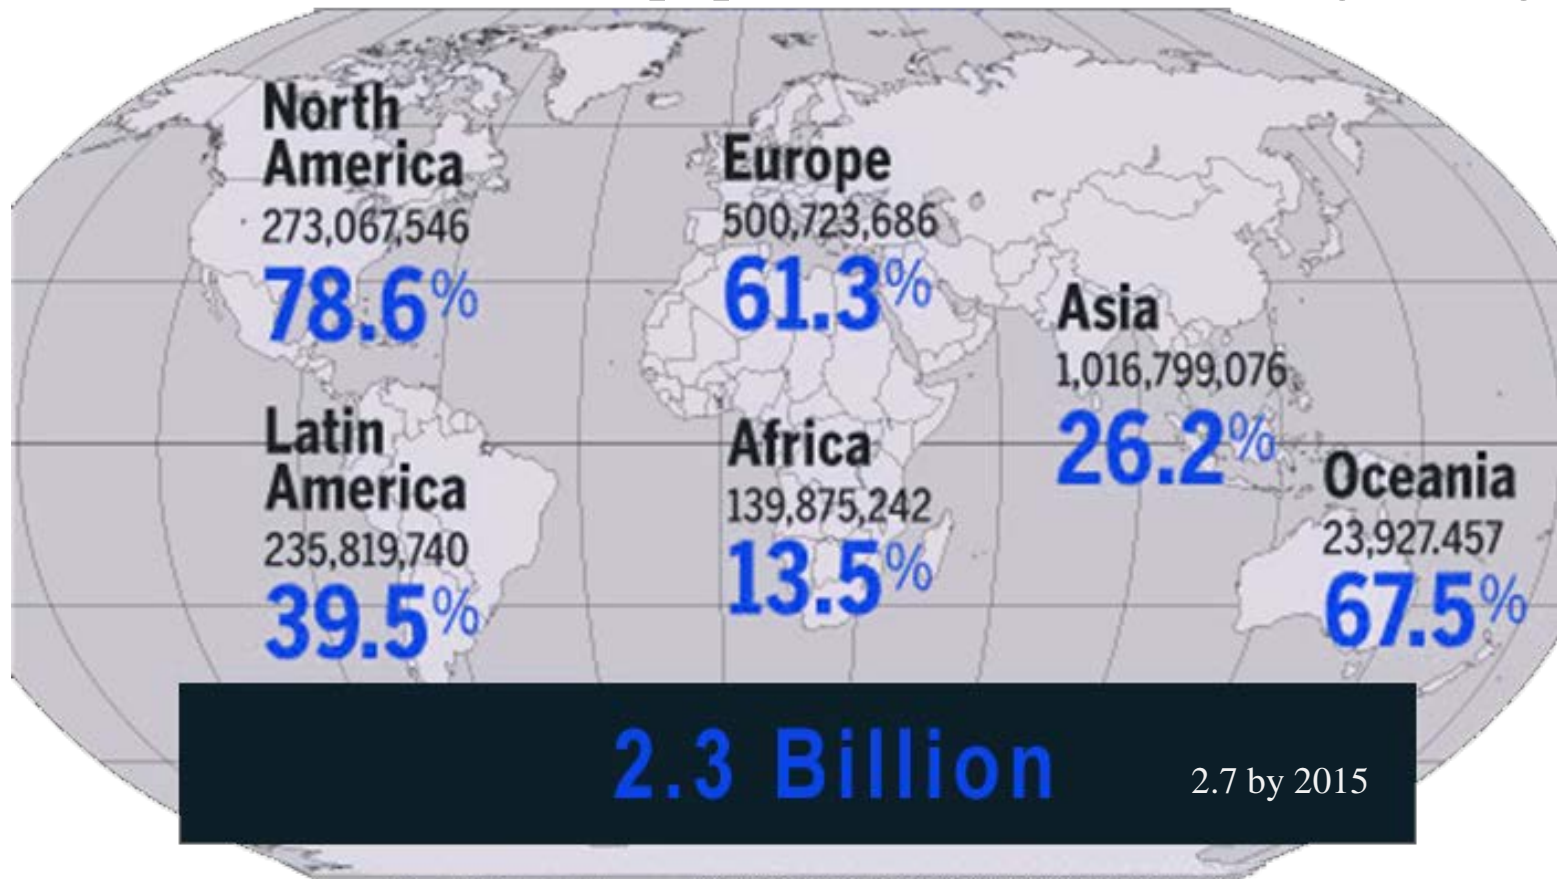 North
America
273,067,546
78.6%
Europe
500,723,686
61.3%
Asia
1,016,799,076
26.2%
Latin
America
235,819,740
39.5%
Africa
139,875,242
13.5%
Oceania
23,927.457
67.5%
2.3 Billion
2.7 by 2015